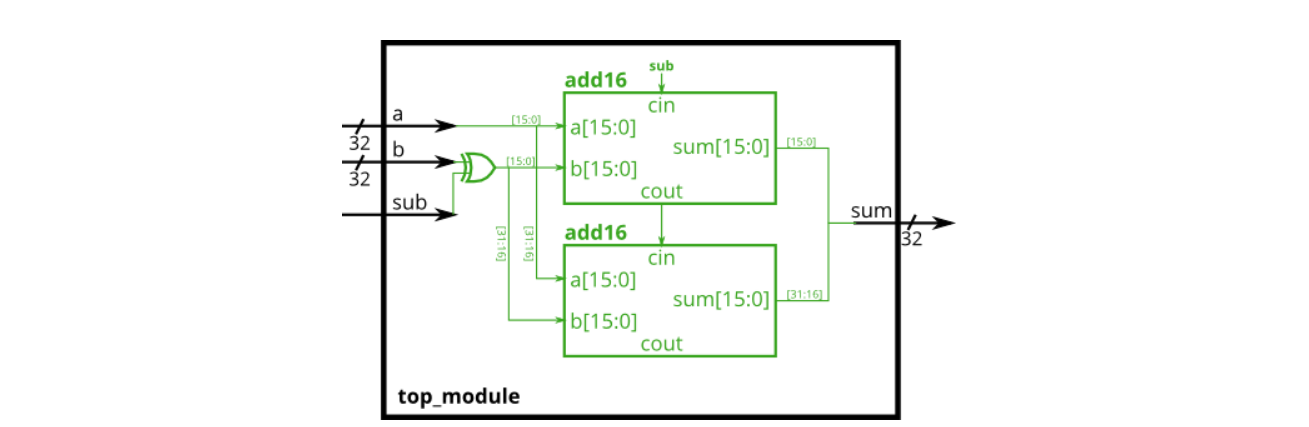 sub
add16
cin
a
[15:0]
a[15:0]
32
sum[15:0]
[15:0]
b
[15:0]
b[15:0]
32
cout
sub
sum
32
add16
[31:16]
[31:16]
cin
a[15:0]
sum[15:0]
[31:16]
b[15:0]
cout
top_module